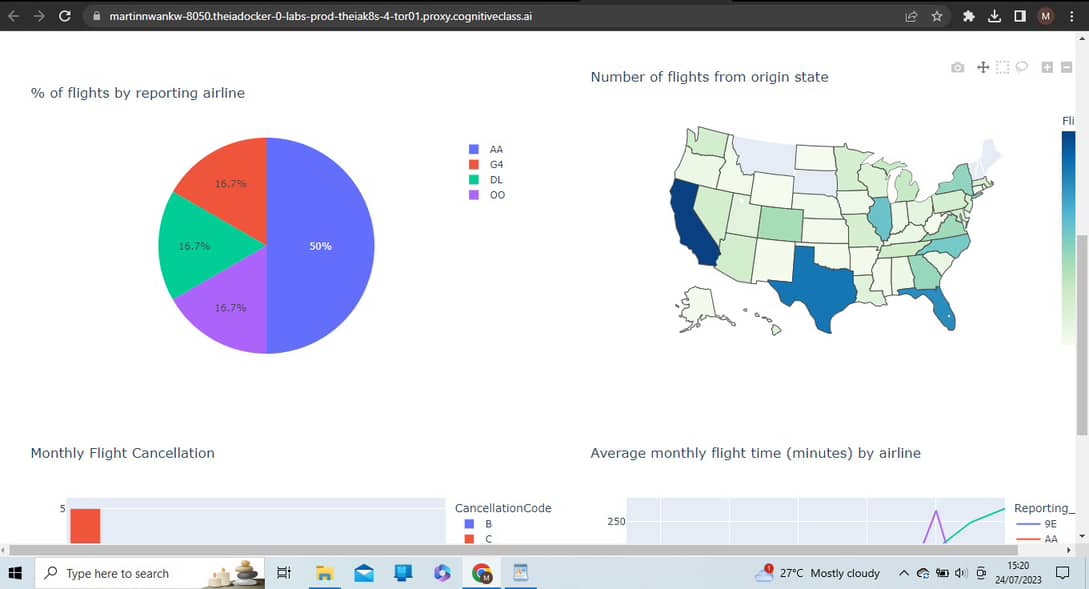 martinnwankw-8050.theiadocker-0-labs-prod-theiak8s-4-tor01.proxy.cognitiveclass.ai
M
% of flights by reporting airline
Number of flights from origin state
AA
G4
DL
OO
16.7%
16.7%
50%
16.7%
Fli
Monthly Flight Cancellation
Average monthly flight time (minutes) by airline
5
CancellationCode
B
C
250
Reporting_
9E
AA
Type here to search
M
27°C Mostly cloudy
15:20
24/07/2023